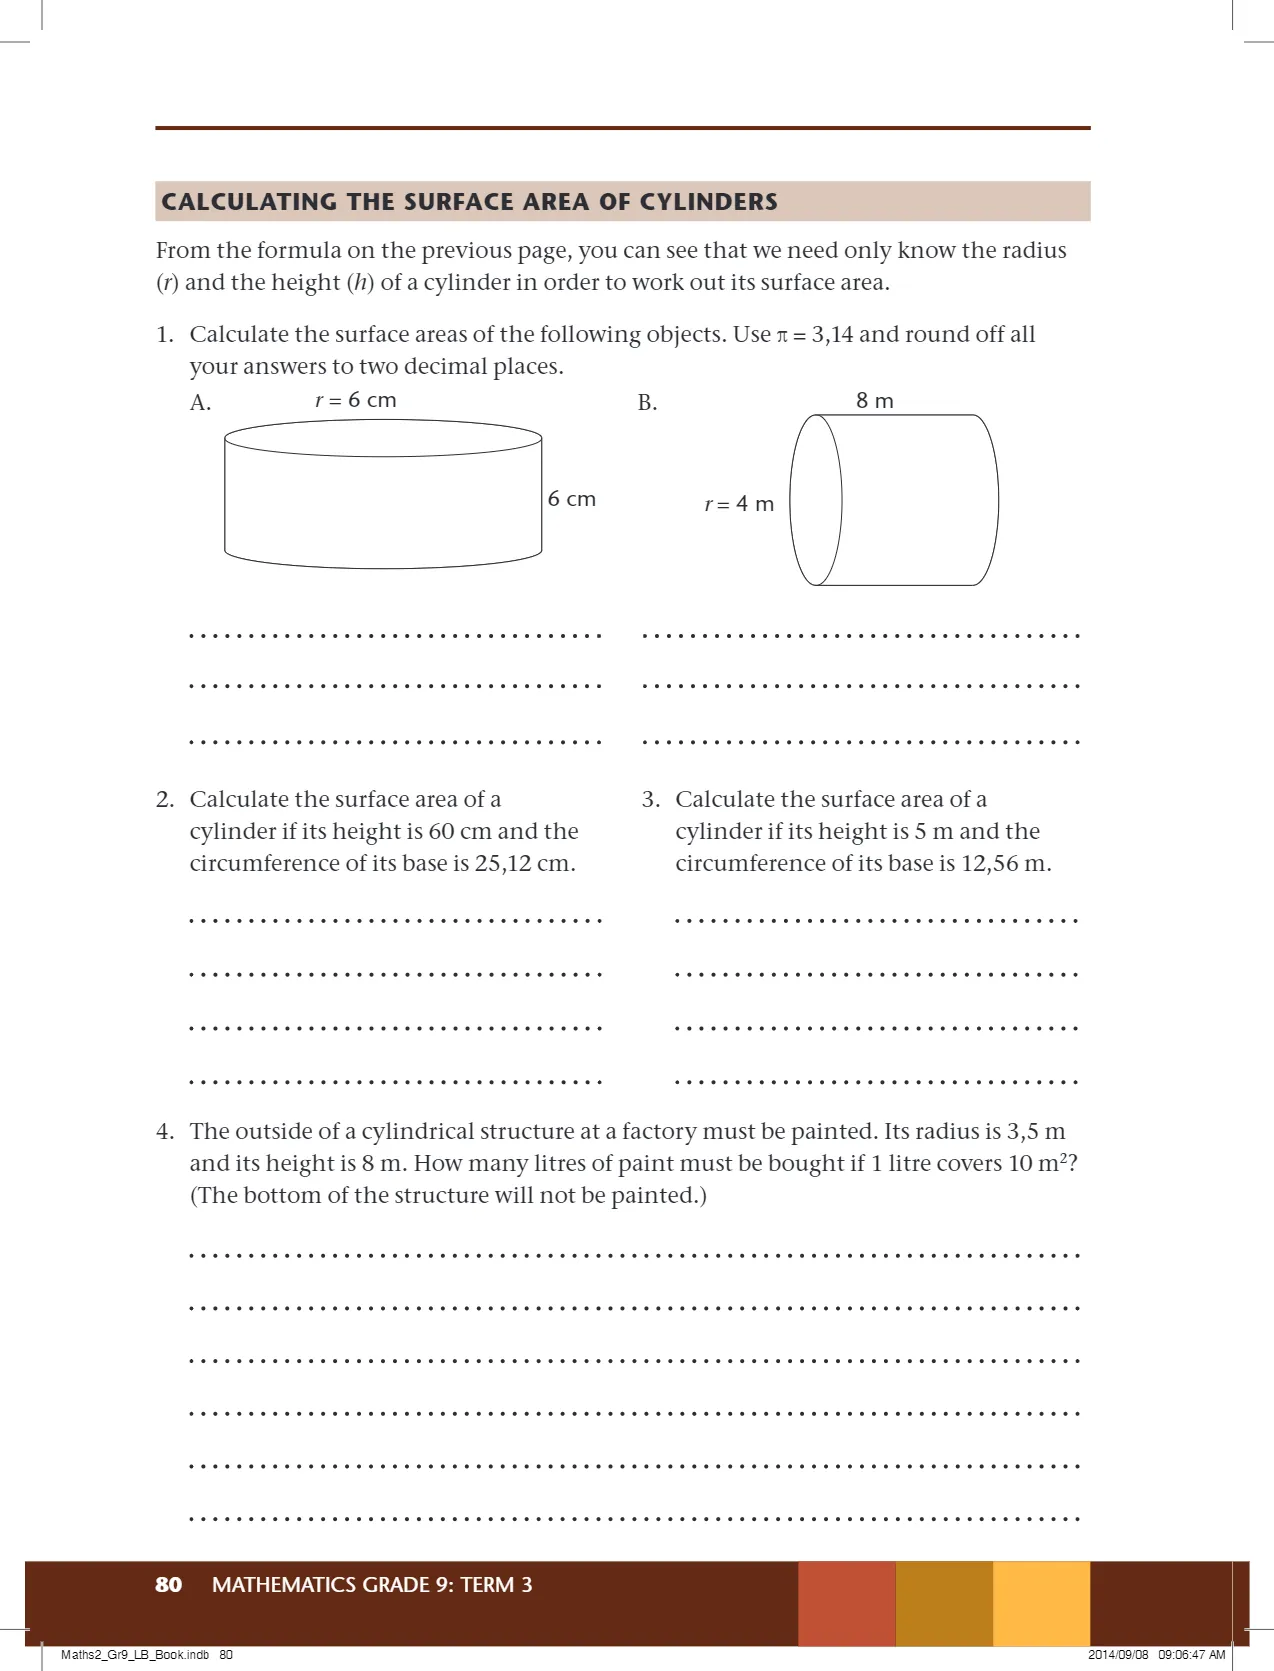 CALCULATING THE SURFACE AREA OF CYLINDERS
From the formula on the previous page, you can see that we need only know the radius
(r) and the height (h) of a cylinder in order to work out its surface area.
1. Calculate the surface areas of the following objects. Use π = 3,14 and round off all
your answers to two decimal places.
A. r = 6 cm
6 cm
B. 8 m
r = 4 m
2. Calculate the surface area of a
cylinder if its height is 60 cm and the
circumference of its base is 25,12 cm.
3. Calculate the surface area of a
cylinder if its height is 5 m and the
circumference of its base is 12,56 m.
4. The outside of a cylindrical structure at a factory must be painted. Its radius is 3,5 m
and its height is 8 m. How many litres of paint must be bought if 1 litre covers 10 m²?
(The bottom of the structure will not be painted.)
80 MATHEMATICS GRADE 9: TERM 3
Maths2_Gr9_LB_Book.indb 80
2014/09/08 09:06:47 AM